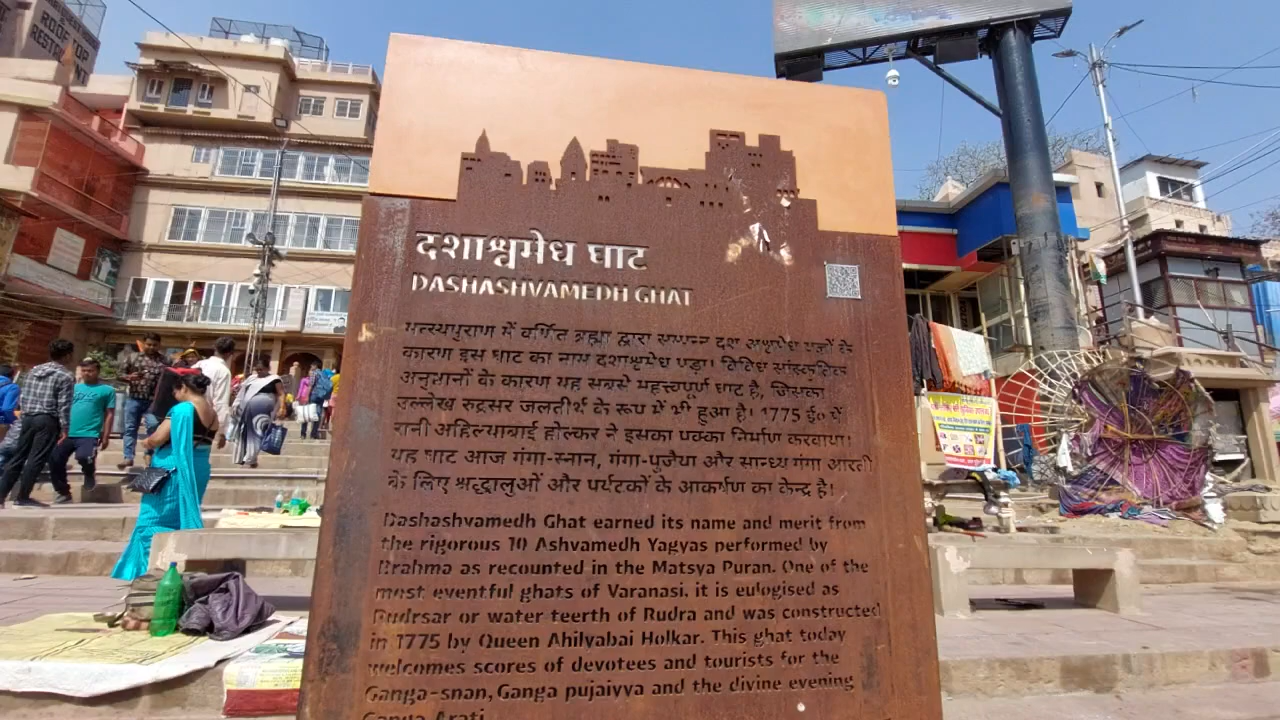 ROOF TOP
दशाश्वमेध घाट
DASHASHVAMEDH GHAT
मत्स्यपुराण में वर्णित ब्रह्मा द्वारा सम्पन्न दश अश्वमेध यज्ञों के
कारण इस घाट का नाम दशाश्वमेध पड़ा। विविध सांस्कृतिक
अनुष्ठानों के कारण यह सबसे महत्त्वपूर्ण घाट है, जिसका
उल्लेख रुद्रसर जलतीर्थ के रूप में भी हुआ है। 1775 ई० में
रानी अहिल्याबाई होल्कर ने इसका पक्का निर्माण करवाया।
यह घाट आज गंगा-स्नान, गंगा-पुजैया और सान्ध्य गंगा आरती
के लिए श्रद्धालुओं और पर्यटकों के आकर्षण का केन्द्र है।
Dashashvamedh Ghat earned its name and merit from
the rigorous 10 Ashvamedh Yagyas performed by
Brahma as recounted in the Matsya Puran. One of the
most eventful ghats of Varanasi, it is eulogised as
Rudrsar or water teerth of Rudra and was constructed
in 1775 by Queen Ahilyabai Holkar. This ghat today
welcomes scores of devotees and tourists for the
Ganga-snan, Ganga pujaiyya and the divine evening
Ganga Arati